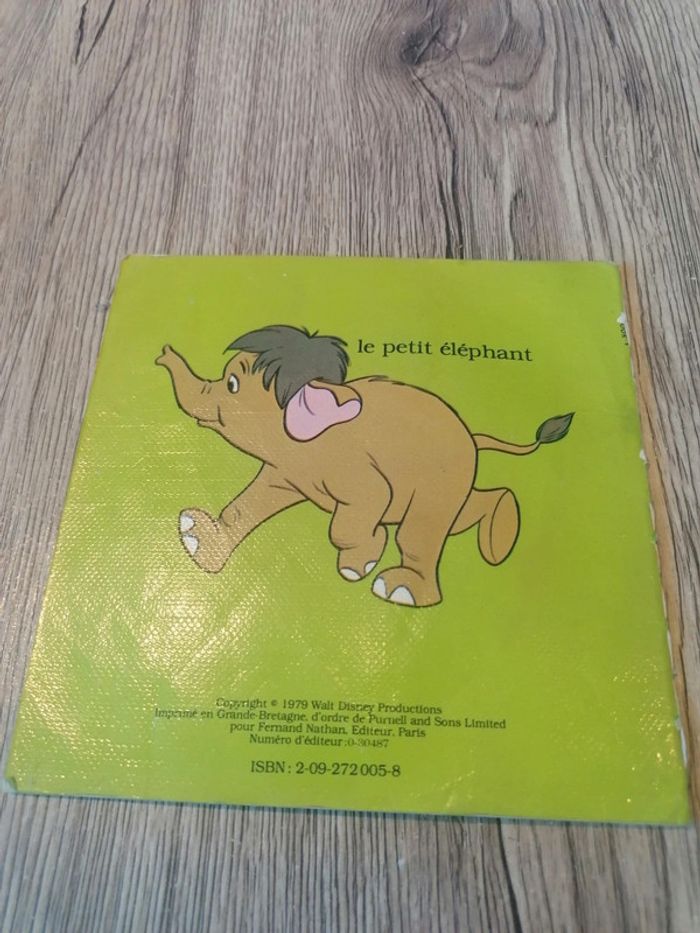 le petit éléphant
Copyright © 1979 Walt Disney Productions
Imprimé en Grande-Bretagne, d'ordre de Purnell and Sons Limited
pour Fernand Nathan, Editeur, Paris
Numéro d'éditeur :0-30487
ISBN : 2-09-272 005-8